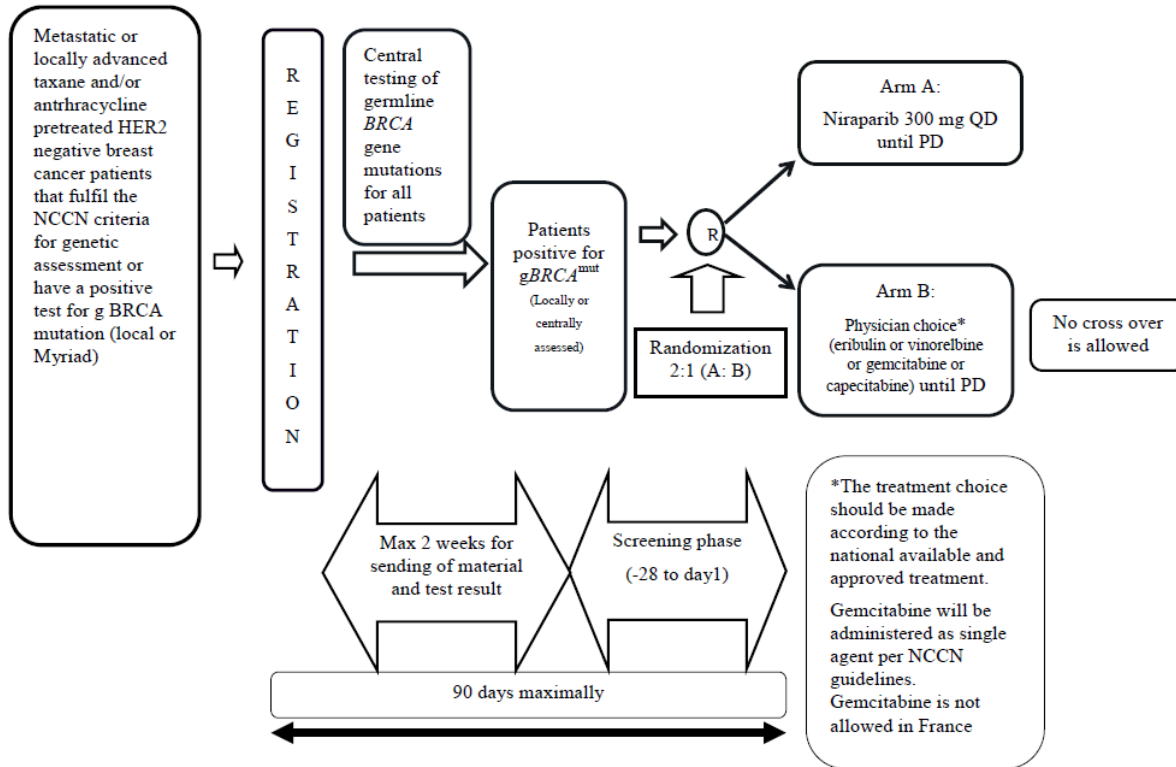 Metastatic or
locally advanced
taxane and/or
antrhracycline
pretreated HER2
negative breast
cancer patients
that fulfil the
NCCN criteria
for genetic
assessment or
have a positive
test for g BRCA
mutation (local or
Myriad)
R
E
G
I
S
T
R
A
T
I
O
N
Central
testing of
germline
BRCA
gene
mutations
for all
patients
Patients
positive for
gBRCA^mut
(Locally or
centrally
assessed)
R
Randomization
2:1 (A: B)
Arm A:
Niraparib 300 mg QD
until PD
Arm B:
Physician choice*
(eribulin or vinorelbine
or gemcitabine or
capecitabine) until PD
No cross over
is allowed
Max 2 weeks for
sending of material
and test result
Screening phase
(-28 to day1)
90 days maximally
*The treatment choice
should be made
according to the
national available and
approved treatment.
Gemcitabine will be
administered as single
agent per NCCN
guidelines.
Gemcitabine is not
allowed in France